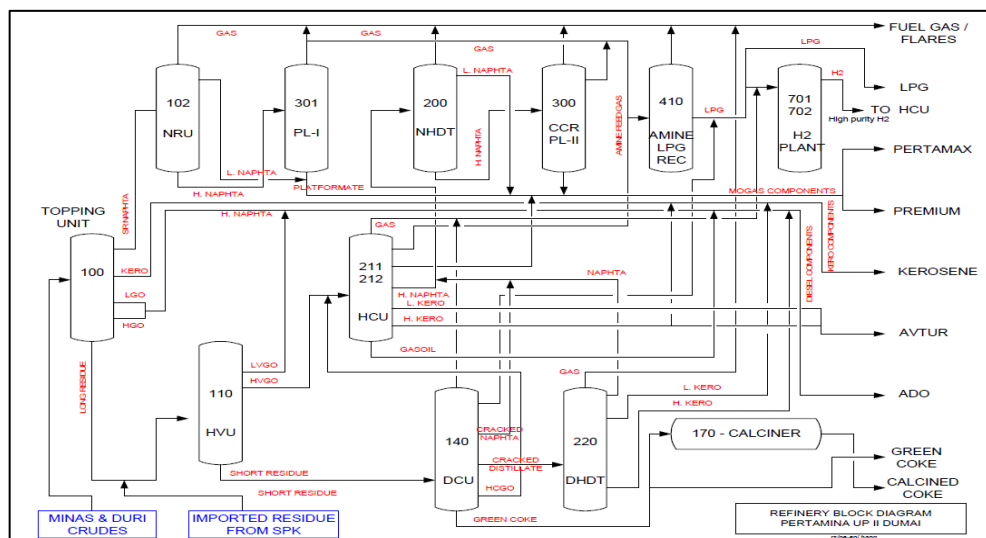 FUEL GAS /
FLARES
GAS
GAS
GAS
LPG
L. NAPHTA
102
NRU
301
PL-I
200
NHDT
300
CCR
PL-II
AMINE FEED GAS
410
AMINE
LPG
REC
LPG
701
702
H2
PLANT
H2
LPG
TO HCU
High purity H2
H. NAPHTA
L. NAPHTA
PLATFORMATE
H. NAPHTA
H. NAPHTA
MOGAS COMPONENTS
PERTAMAX
PREMIUM
TOPPING
UNIT
SR NAPHTA
100
KERO
LGO
HGO
GAS
211
212
HCU
H. NAPHTA
L. KERO
H. KERO
GASOIL
NAPHTA
DIESEL COMPONENTS
KERO COMPONENTS
KEROSENE
AVTUR
LONG RESIDUE
110
HVU
LVGO
HVGO
GAS
L. KERO
H. KERO
ADO
140
DCU
CRACKED
NAPHTA
CRACKED
DISTILLATE
HCGO
220
DHDT
170 - CALCINER
GREEN
COKE
CALCINED
COKE
SHORT RESIDUE
SHORT RESIDUE
GREEN COKE
MINAS & DURI
CRUDES
IMPORTED RESIDUE
FROM SPK
REFINERY BLOCK DIAGRAM
PERTAMINA UP II DUMAI